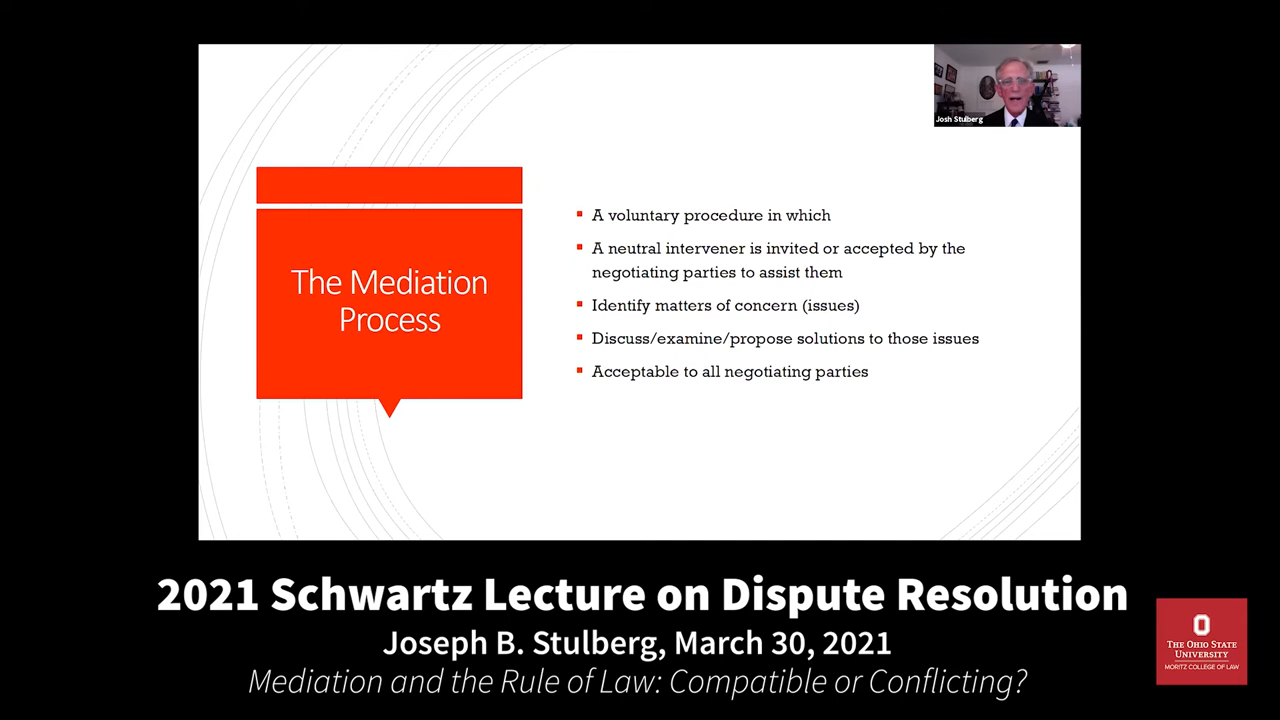 Josh Stulberg
The Mediation
Process
A voluntary procedure in which
A neutral intervener is invited or accepted by the
negotiating parties to assist them
Identify matters of concern (issues)
Discuss/examine/propose solutions to those issues
Acceptable to all negotiating parties
2021 Schwartz Lecture on Dispute Resolution
Joseph B. Stulberg, March 30, 2021
Mediation and the Rule of Law: Compatible or Conflicting?
THE OHIO STATE
UNIVERSITY
MORITZ COLLEGE OF LAW